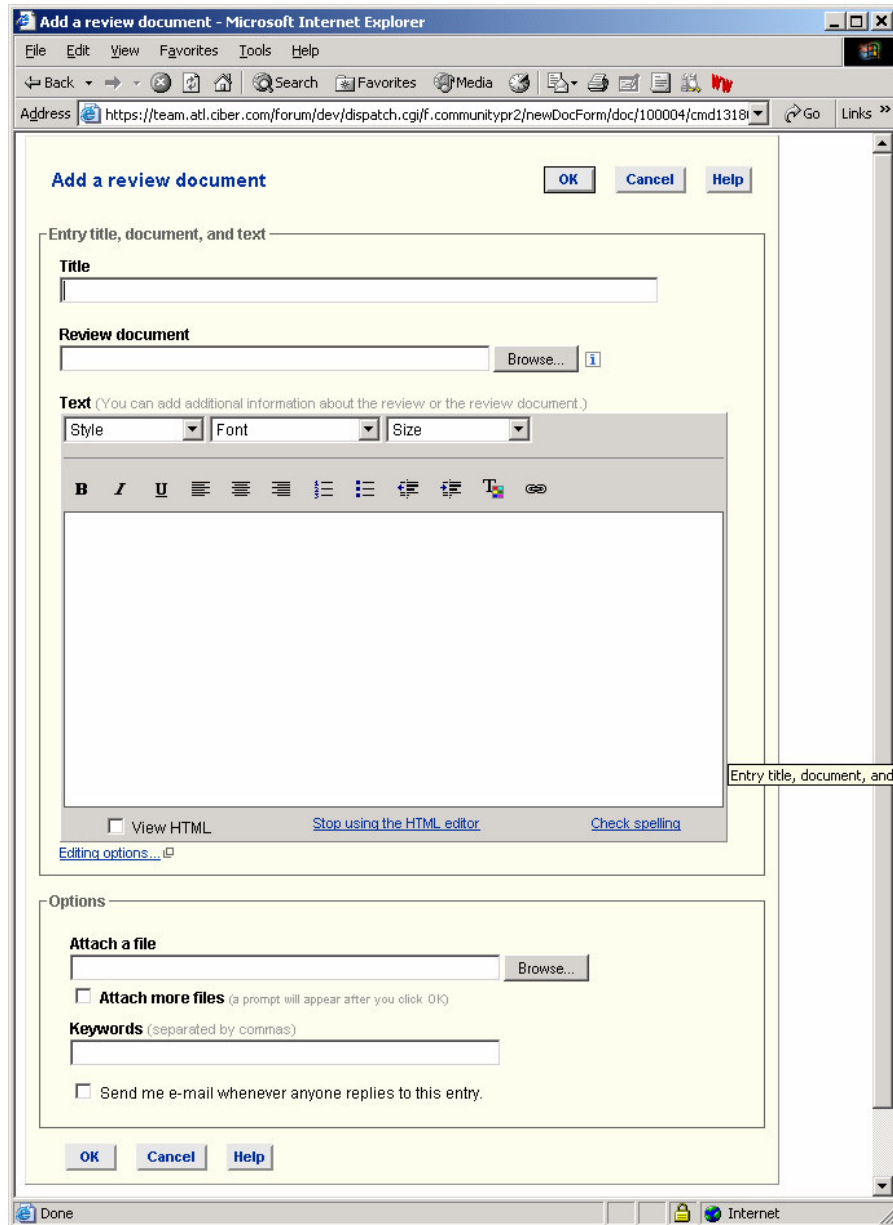 Add a review document - Microsoft Internet Explorer
File Edit View Favorites Tools Help
Back Search Favorites Media
Address https://team.atl.ciber.com/forum/dev/dispatch.cgi/f.communitypr2/newDocForm/doc/100004/cmd1318 Go Links »
Add a review document OK Cancel Help
Entry title, document, and text
Title
Review document
Browse... i
Text (You can add additional information about the review or the review document.)
Style Font Size
B I U T
Entry title, document, and
View HTML Stop using the HTML editor Check spelling
Editing options...
Options
Attach a file
Browse...
Attach more files (a prompt will appear after you click OK)
Keywords (separated by commas)
Send me e-mail whenever anyone replies to this entry.
OK Cancel Help
Done Internet